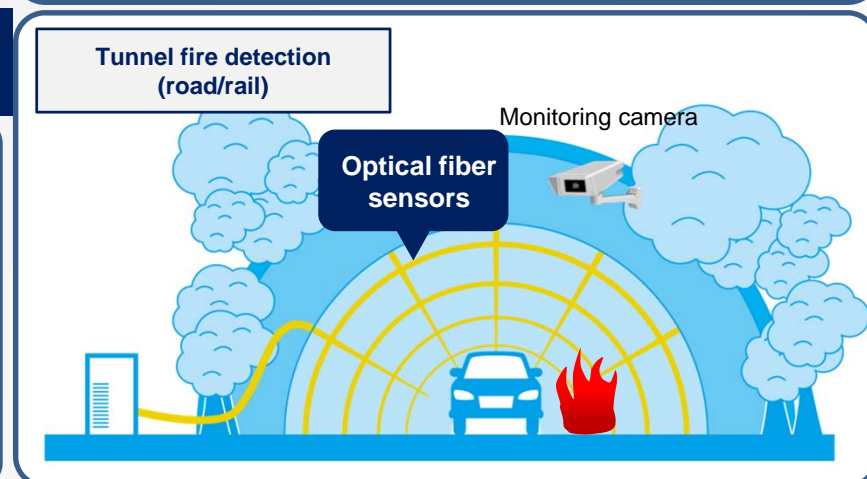 Tunnel fire detection
(road/rail)
Monitoring camera
Optical fiber
sensors